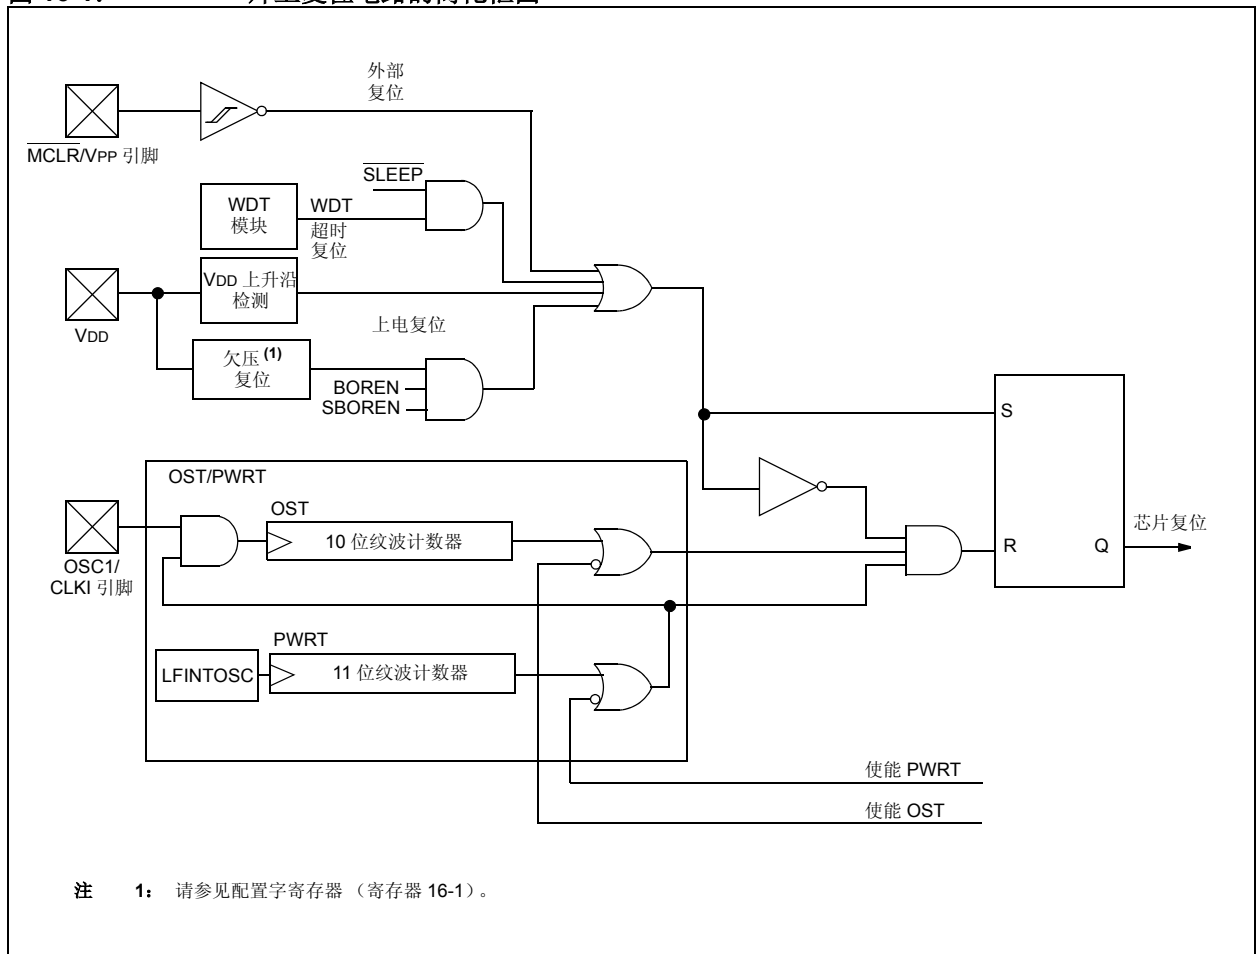 外部
复位
MCLR/VPP 引脚
SLEEP
WDT
模块
WDT
超时
复位
VDD 上升沿
检测
VDD
上电复位
欠压 (1)
复位
BOREN
SBOREN
S
OST/PWRT
OST
10 位纹波计数器
OSC1/
CLKI 引脚
R
Q
芯片复位
PWRT
LFINTOSC
11 位纹波计数器
使能 PWRT
使能 OST
注 1: 请参见配置字寄存器 （寄存器 16-1）。